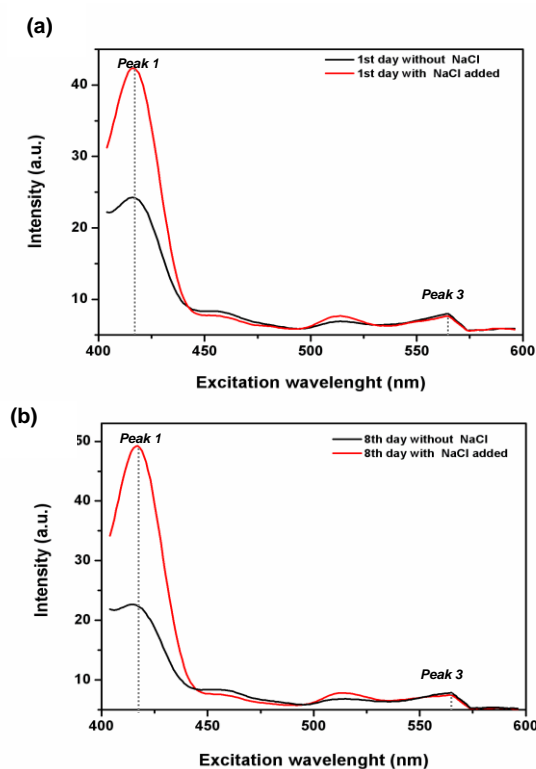 (a)
Peak 1
1st day without NaCl
1st day with NaCl added
40
30
20
10
Intensity (a.u.)
Peak 3
400
450
500
550
600
Excitation wavelenght (nm)
(b)
Peak 1
8th day without NaCl
8th day with NaCl added
50
40
30
20
10
Intensity (a.u.)
Peak 3
400
450
500
550
600
Excitation wavelenght (nm)